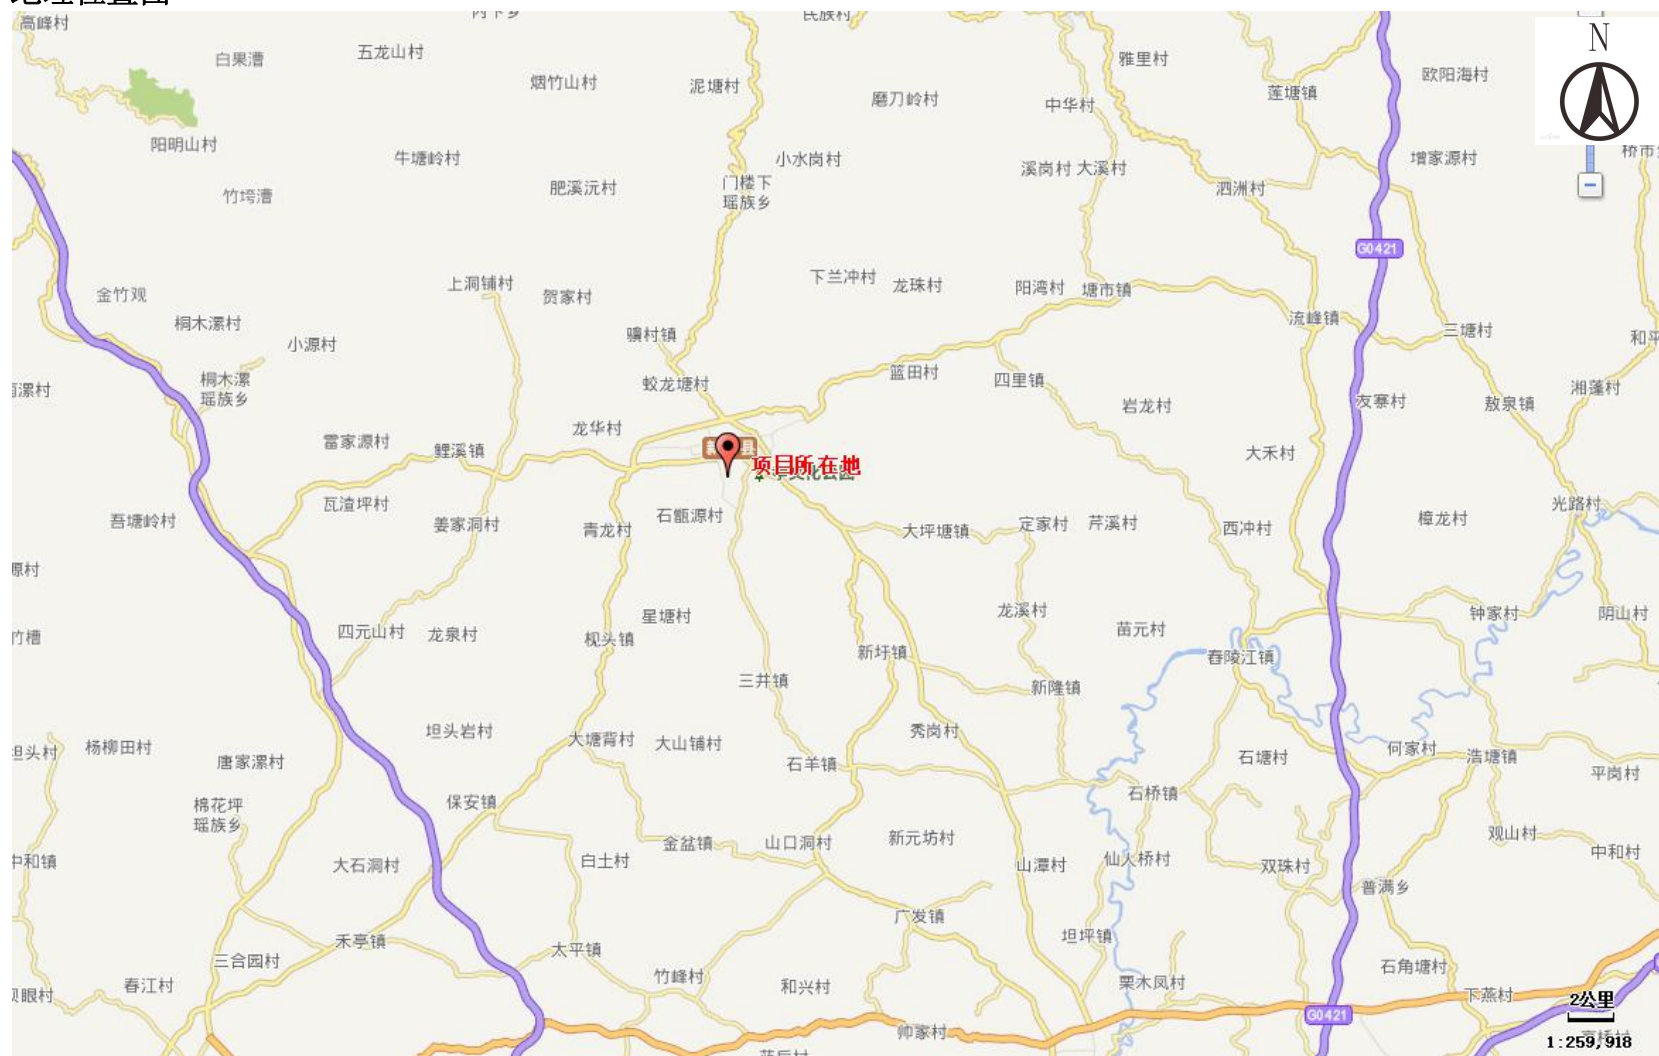 高峰村
民族村
N
白果漕
五龙山村
雅里村
烟竹山村
泥塘村
欧阳海村
莲塘镇
磨刀岭村
中华村
阳明山村
牛塘岭村
小水岗村
溪岗村
大溪村
增家源村
竹垮漕
肥溪沅村
门楼下
瑶族乡
泗洲村
G0421
金竹观
上洞铺村
贺家村
下兰冲村
龙珠村
阳湾村
塘市镇
桐木漯村
小源村
骥村镇
流峰镇
三塘村
桐木漯
瑶族乡
蛟龙塘村
蓝田村
四里镇
湘蓬村
岩龙村
友寨村
敖泉镇
雷家源村
鲤溪镇
龙华村
县
项目所在地
大禾村
瓦渣坪村
吾塘岭村
姜家洞村
青龙村
石甑源村
大坪塘镇
定家村
芹溪村
西冲村
樟龙村
光路村
四元山村
龙泉村
星塘村
枧头镇
龙溪村
苗元村
钟家村
阴山村
新圩镇
舂陵江镇
三井镇
新隆镇
杨柳田村
唐家漯村
坦头岩村
大塘背村
大山铺村
秀岗村
石羊镇
石塘村
何家村
浩塘镇
平岗村
棉花坪
瑶族乡
保安镇
石桥镇
金盆镇
山口洞村
新元坊村
观山村
中和镇
大石洞村
白土村
山潭村
仙人桥村
双珠村
中和村
普满乡
广发镇
禾亭镇
三合园村
太平镇
坦坪镇
石角塘村
春江村
竹峰村
和兴村
栗木凤村
下燕村
2公里
G0421
帅家村
1:259,918